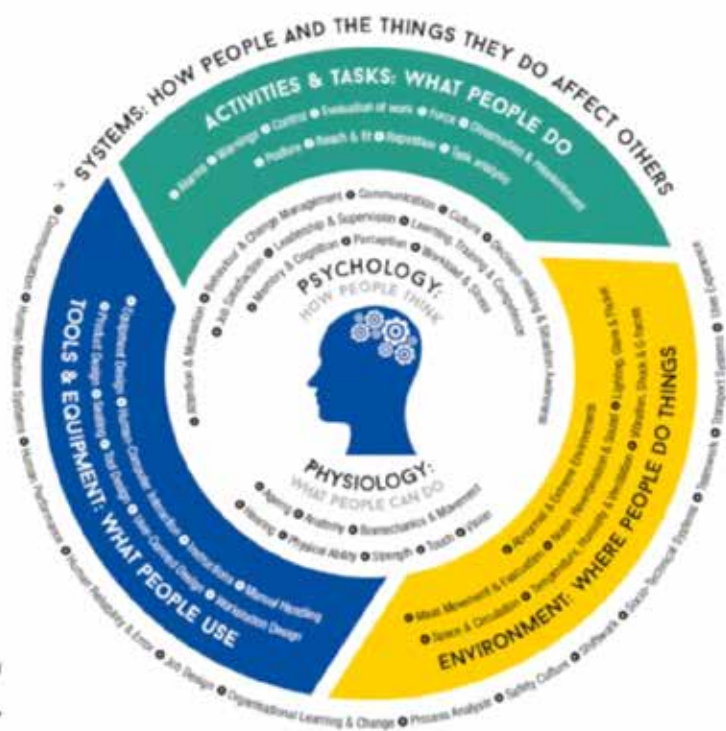 SYSTEMS: HOW PEOPLE AND THE THINGS THEY DO AFFECT OTHERS
ACTIVITIES & TASKS: WHAT PEOPLE DO
Alarms Warnings Control Evaluation of work Force Observation & measurement
Posture Reach & fit Repetition Task analysis
Attention & Motivation Behaviour & Change Management Communication Culture Decision-making & Situation Awareness
Job Satisfaction Leadership & Supervision Learning, Training & Competence
Memory & Cognition Perception Workload & Stress
PSYCHOLOGY:
HOW PEOPLE THINK
PHYSIOLOGY:
WHAT PEOPLE CAN DO
Ageing Anatomy Biomechanics & Movement
Hearing Physical Ability Strength Touch Vision
Equipment Design Human-Computer Interaction Instructions Manual Handling
Product Design Seating Tool Design User-Centred Design Workstation Design
TOOLS & EQUIPMENT: WHAT PEOPLE USE
Abnormal & Extreme Environments
Mass Movement & Evacuation Noise, Reverberation & Sound Lighting, Glare & Flicker
Space & Circulation Temperature, Humidity & Ventilation Vibration, Shock & G-Forces
ENVIRONMENT: WHERE PEOPLE DO THINGS
Communication Human Machine Systems Human Performance Human Reliability & Error Job Design Organisational Learning & Change Process Analysis Safety Culture Shiftwork Socio-Technical Systems Teamwork Transport Systems User Experience